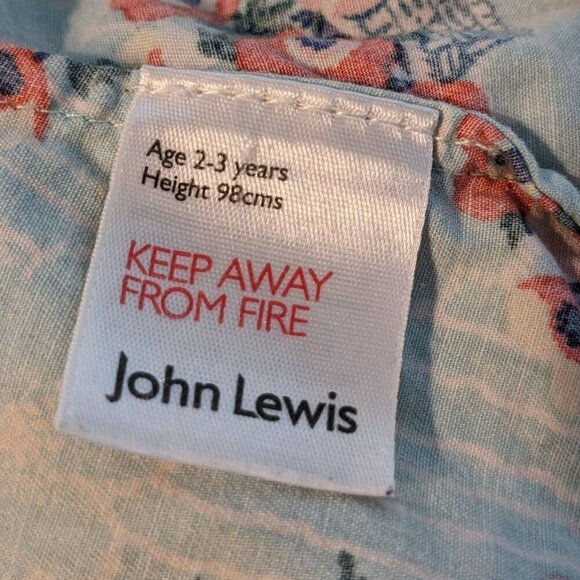 Age 2-3 years
Height 98cms
KEEP AWAY
FROM FIRE
John Lewis